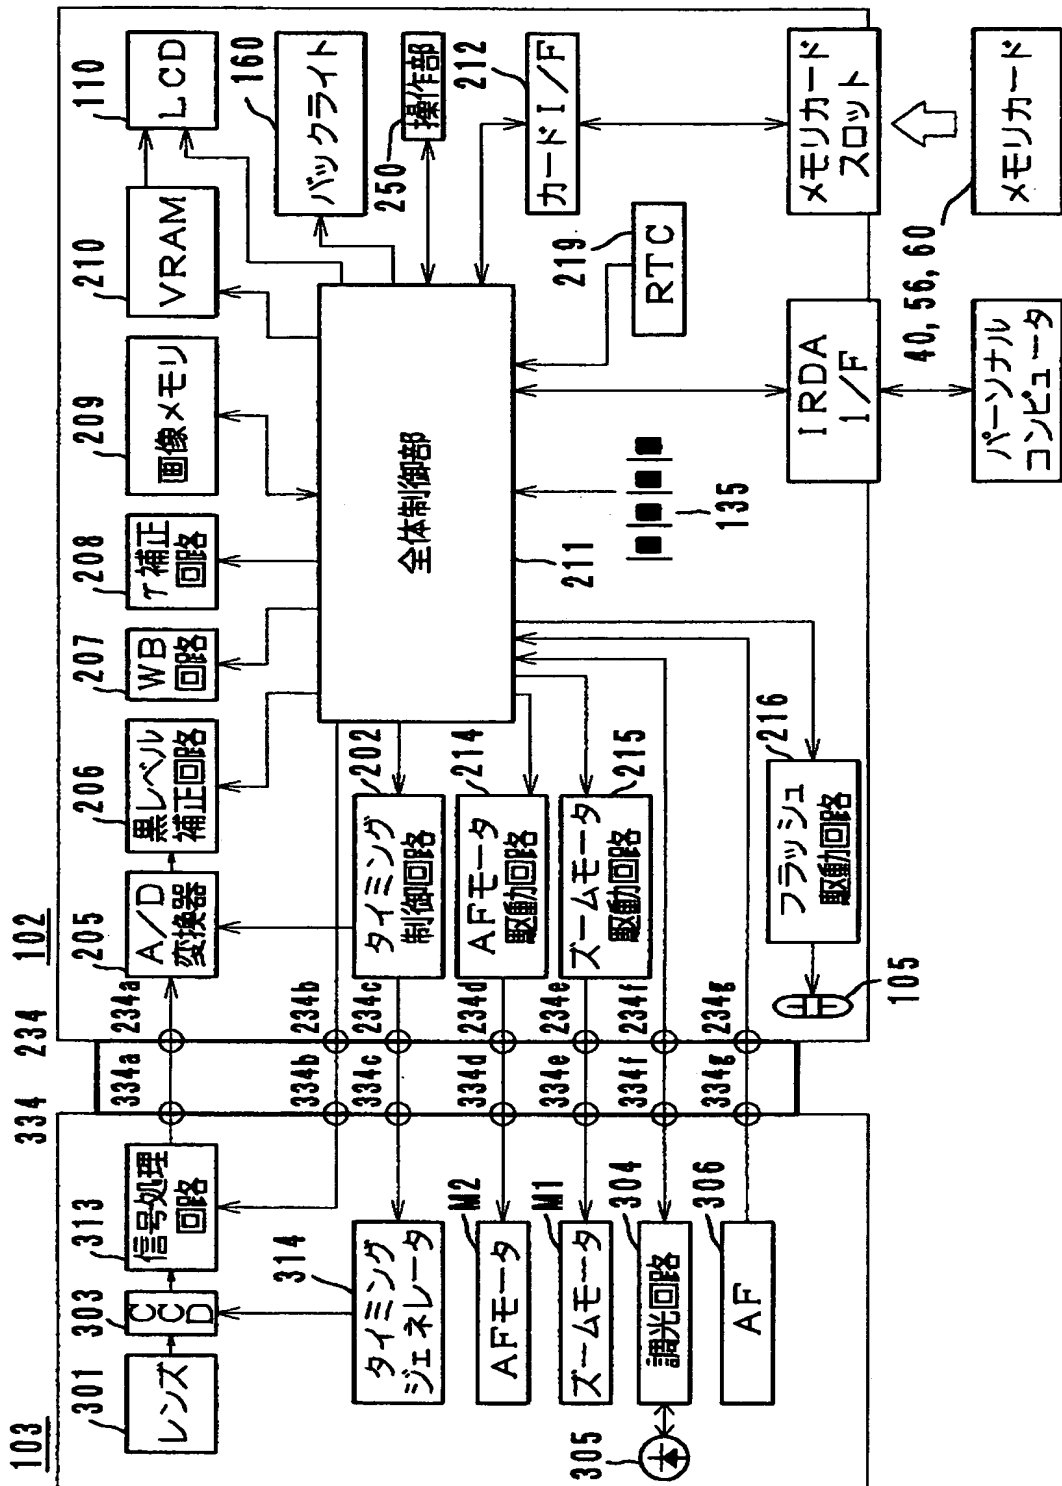 103
301
レンズ
303
CCD
313
信号処理
回路
334
234
334a
234a
102
205
A/D
変換器
206
黒レベル
補正回路
207
WB
回路
208
γ補正
回路
209
画像メモリ
210
VRAM
110
LCD
334b
234b
160
バックライト
314
タイミング
ジェネレータ
334c
234c
202
タイミング
制御回路
全体制御部
211
250
操作部
M2
AFモータ
334d
234d
214
AFモータ
駆動回路
212
カードI/F
M1
ズームモータ
334e
234e
215
ズームモータ
駆動回路
305
304
調光回路
334f
234f
135
219
RTC
306
AF
334g
234g
105
216
フラッシュ
駆動回路
IRDA
I/F
メモリカード
スロット
40,56,60
パーソナル
コンピュータ
メモリカード